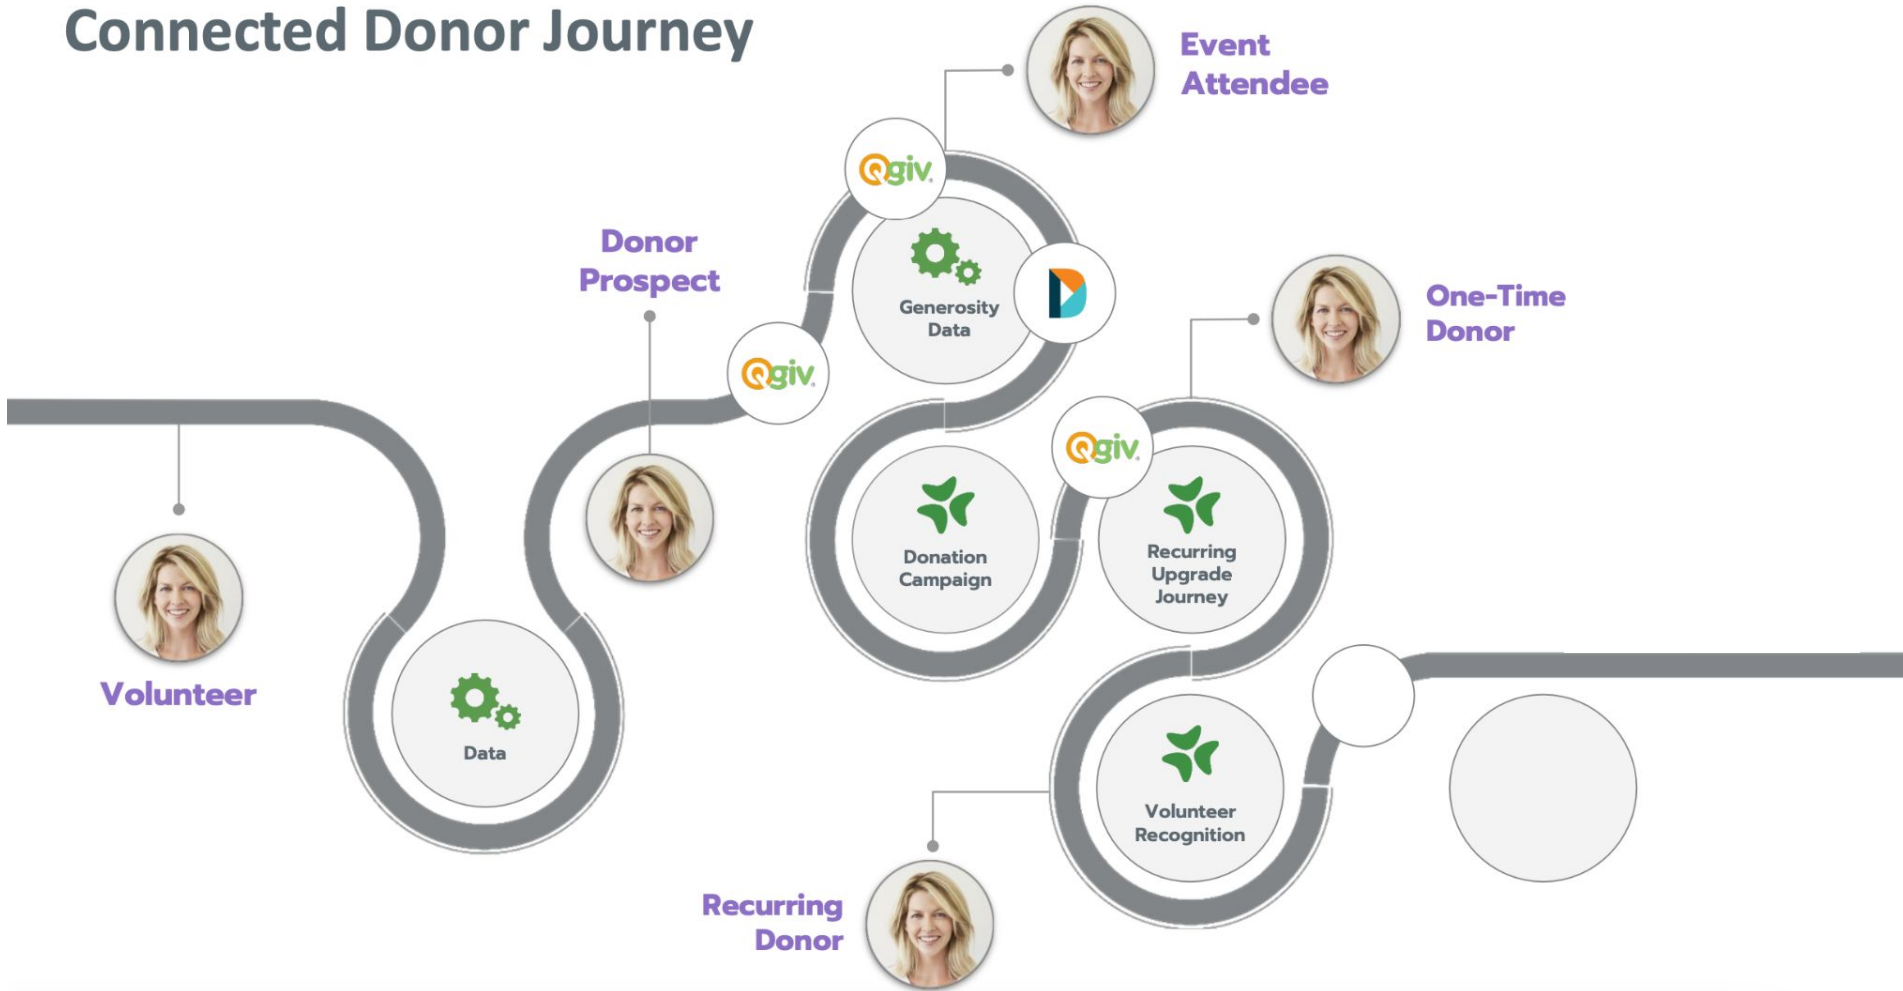 Connected Donor Journey
Event
Attendee
Qgiv
Donor
Prospect
Generosity
Data
One-Time
Donor
Qgiv
Qgiv
Donation
Campaign
Recurring
Upgrade
Journey
Volunteer
Data
Volunteer
Recognition
Recurring
Donor